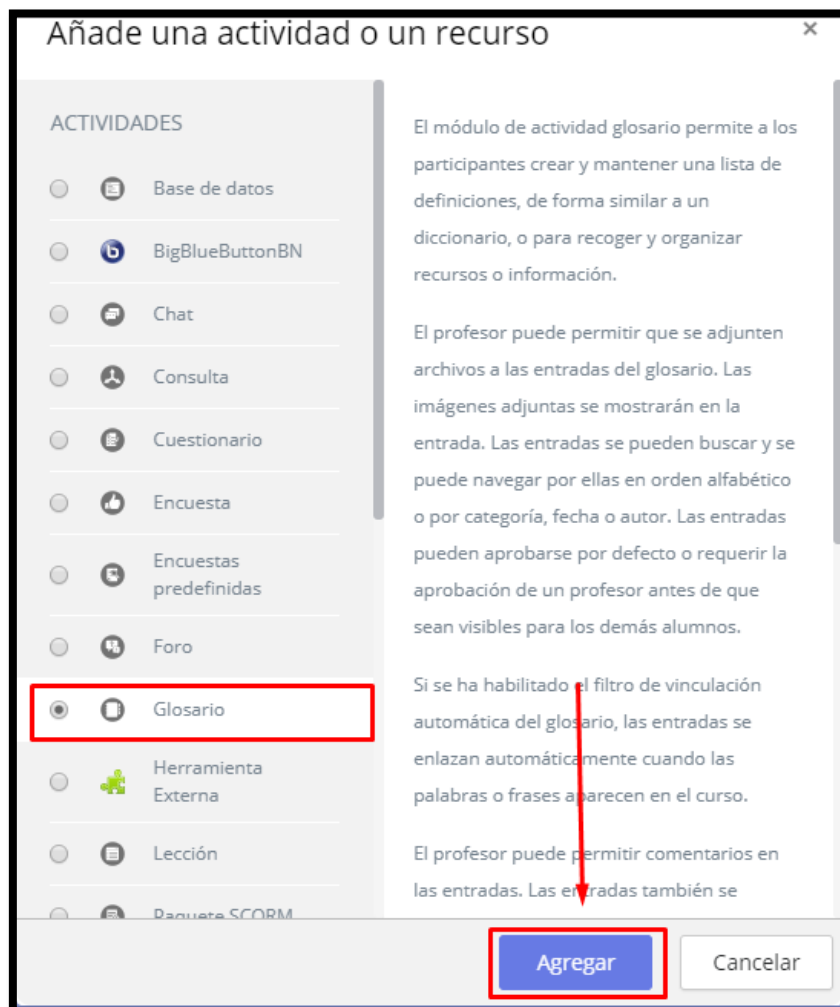 Añade una actividad o un recurso
×
ACTIVIDADES
Base de datos
BigBlueButtonBN
Chat
Consulta
Cuestionario
Encuesta
Encuestas
predefinidas
Foro
Glosario
Herramienta
Externa
Lección
Paquete SCORM
El módulo de actividad glosario permite a los
participantes crear y mantener una lista de
definiciones, de forma similar a un
diccionario, o para recoger y organizar
recursos o información.
El profesor puede permitir que se adjunten
archivos a las entradas del glosario. Las
imágenes adjuntas se mostrarán en la
entrada. Las entradas se pueden buscar y se
puede navegar por ellas en orden alfabético
o por categoría, fecha o autor. Las entradas
pueden aprobarse por defecto o requerir la
aprobación de un profesor antes de que
sean visibles para los demás alumnos.
Si se ha habilitado el filtro de vinculación
automática del glosario, las entradas se
enlazan automáticamente cuando las
palabras o frases aparecen en el curso.
El profesor puede permitir comentarios en
las entradas. Las entradas también se
Agregar
Cancelar